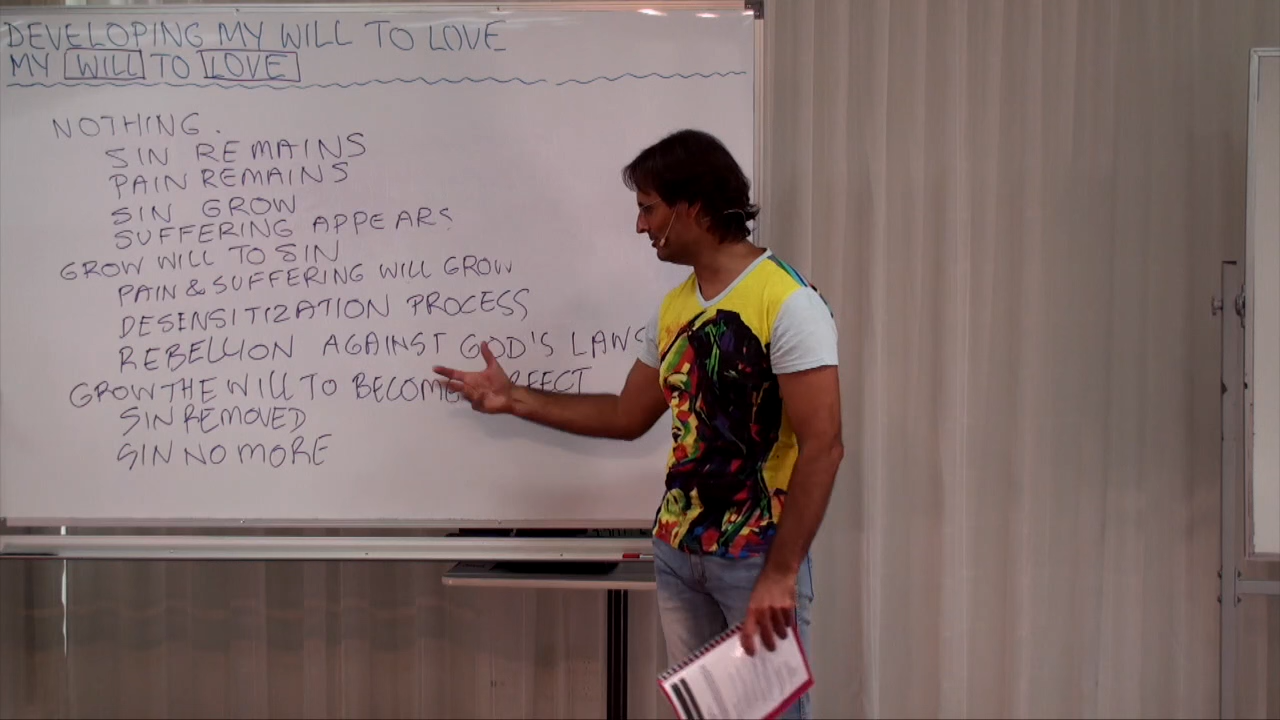 DEVELOPING MY WILL TO LOVE
MY WILL TO LOVE
NOTHING.
SIN REMAINS
PAIN REMAINS
SIN GROW
SUFFERING APPEARS
GROW WILL TO SIN
PAIN & SUFFERING WILL GROW
DESENSITIZATION PROCESS
REBELLION AGAINST GOD'S LAWS
GROW THE WILL TO BECOME RFECT
SIN REMOVED
SIN NO MORE